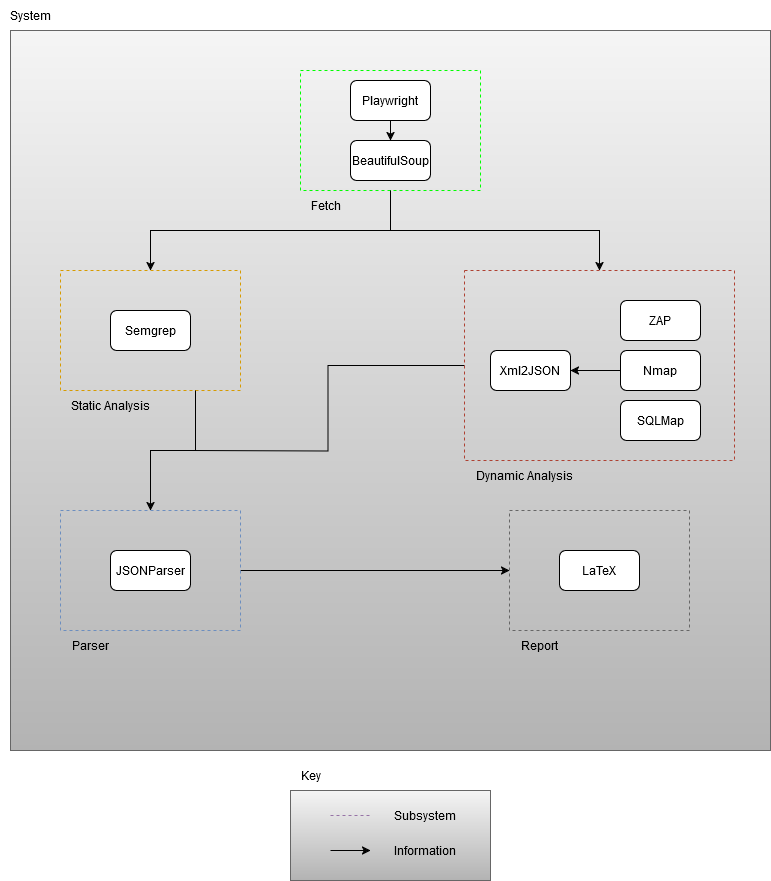 System
Playwright
BeautifulSoup
Fetch
Semgrep
Static Analysis
ZAP
Xml2JSON
Nmap
SQLMap
Dynamic Analysis
JSONParser
Parser
LaTeX
Report
Key
Subsystem
Information